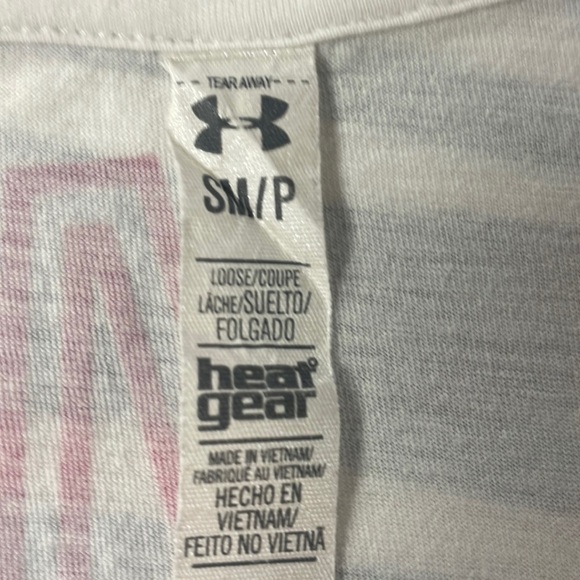 - - TEAR AWAY - - -
SM/P
LOOSE/COUPE
LÂCHE/SUELTO/
FOLGADO
heat°
gear
MADE IN VIETNAM/
FABRIQUÉ AU VIETNAM/
HECHO EN
VIETNAM/
FEITO NO VIETNÃ